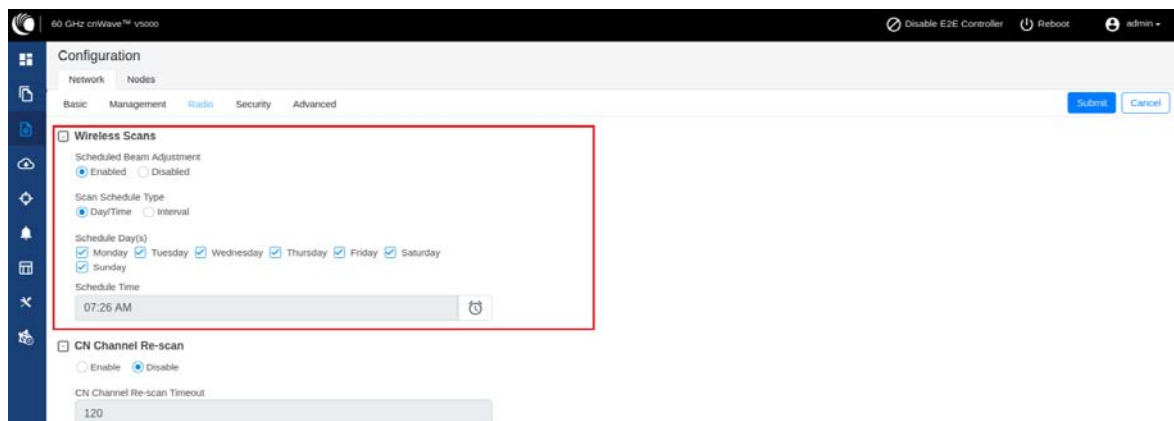 60 GHz cnWave™ V5000
Disable E2E Controller Reboot admin
Configuration
Network Nodes
Basic Management Radio Security Advanced Submit Cancel
Wireless Scans
Scheduled Beam Adjustment
Enabled Disabled
Scan Schedule Type
Day/Time Interval
Schedule Day(s)
Monday Tuesday Wednesday Thursday Friday Saturday
Sunday
Schedule Time
07:26 AM
CN Channel Re-scan
Enable Disable
CN Channel Re-scan Timeout
120